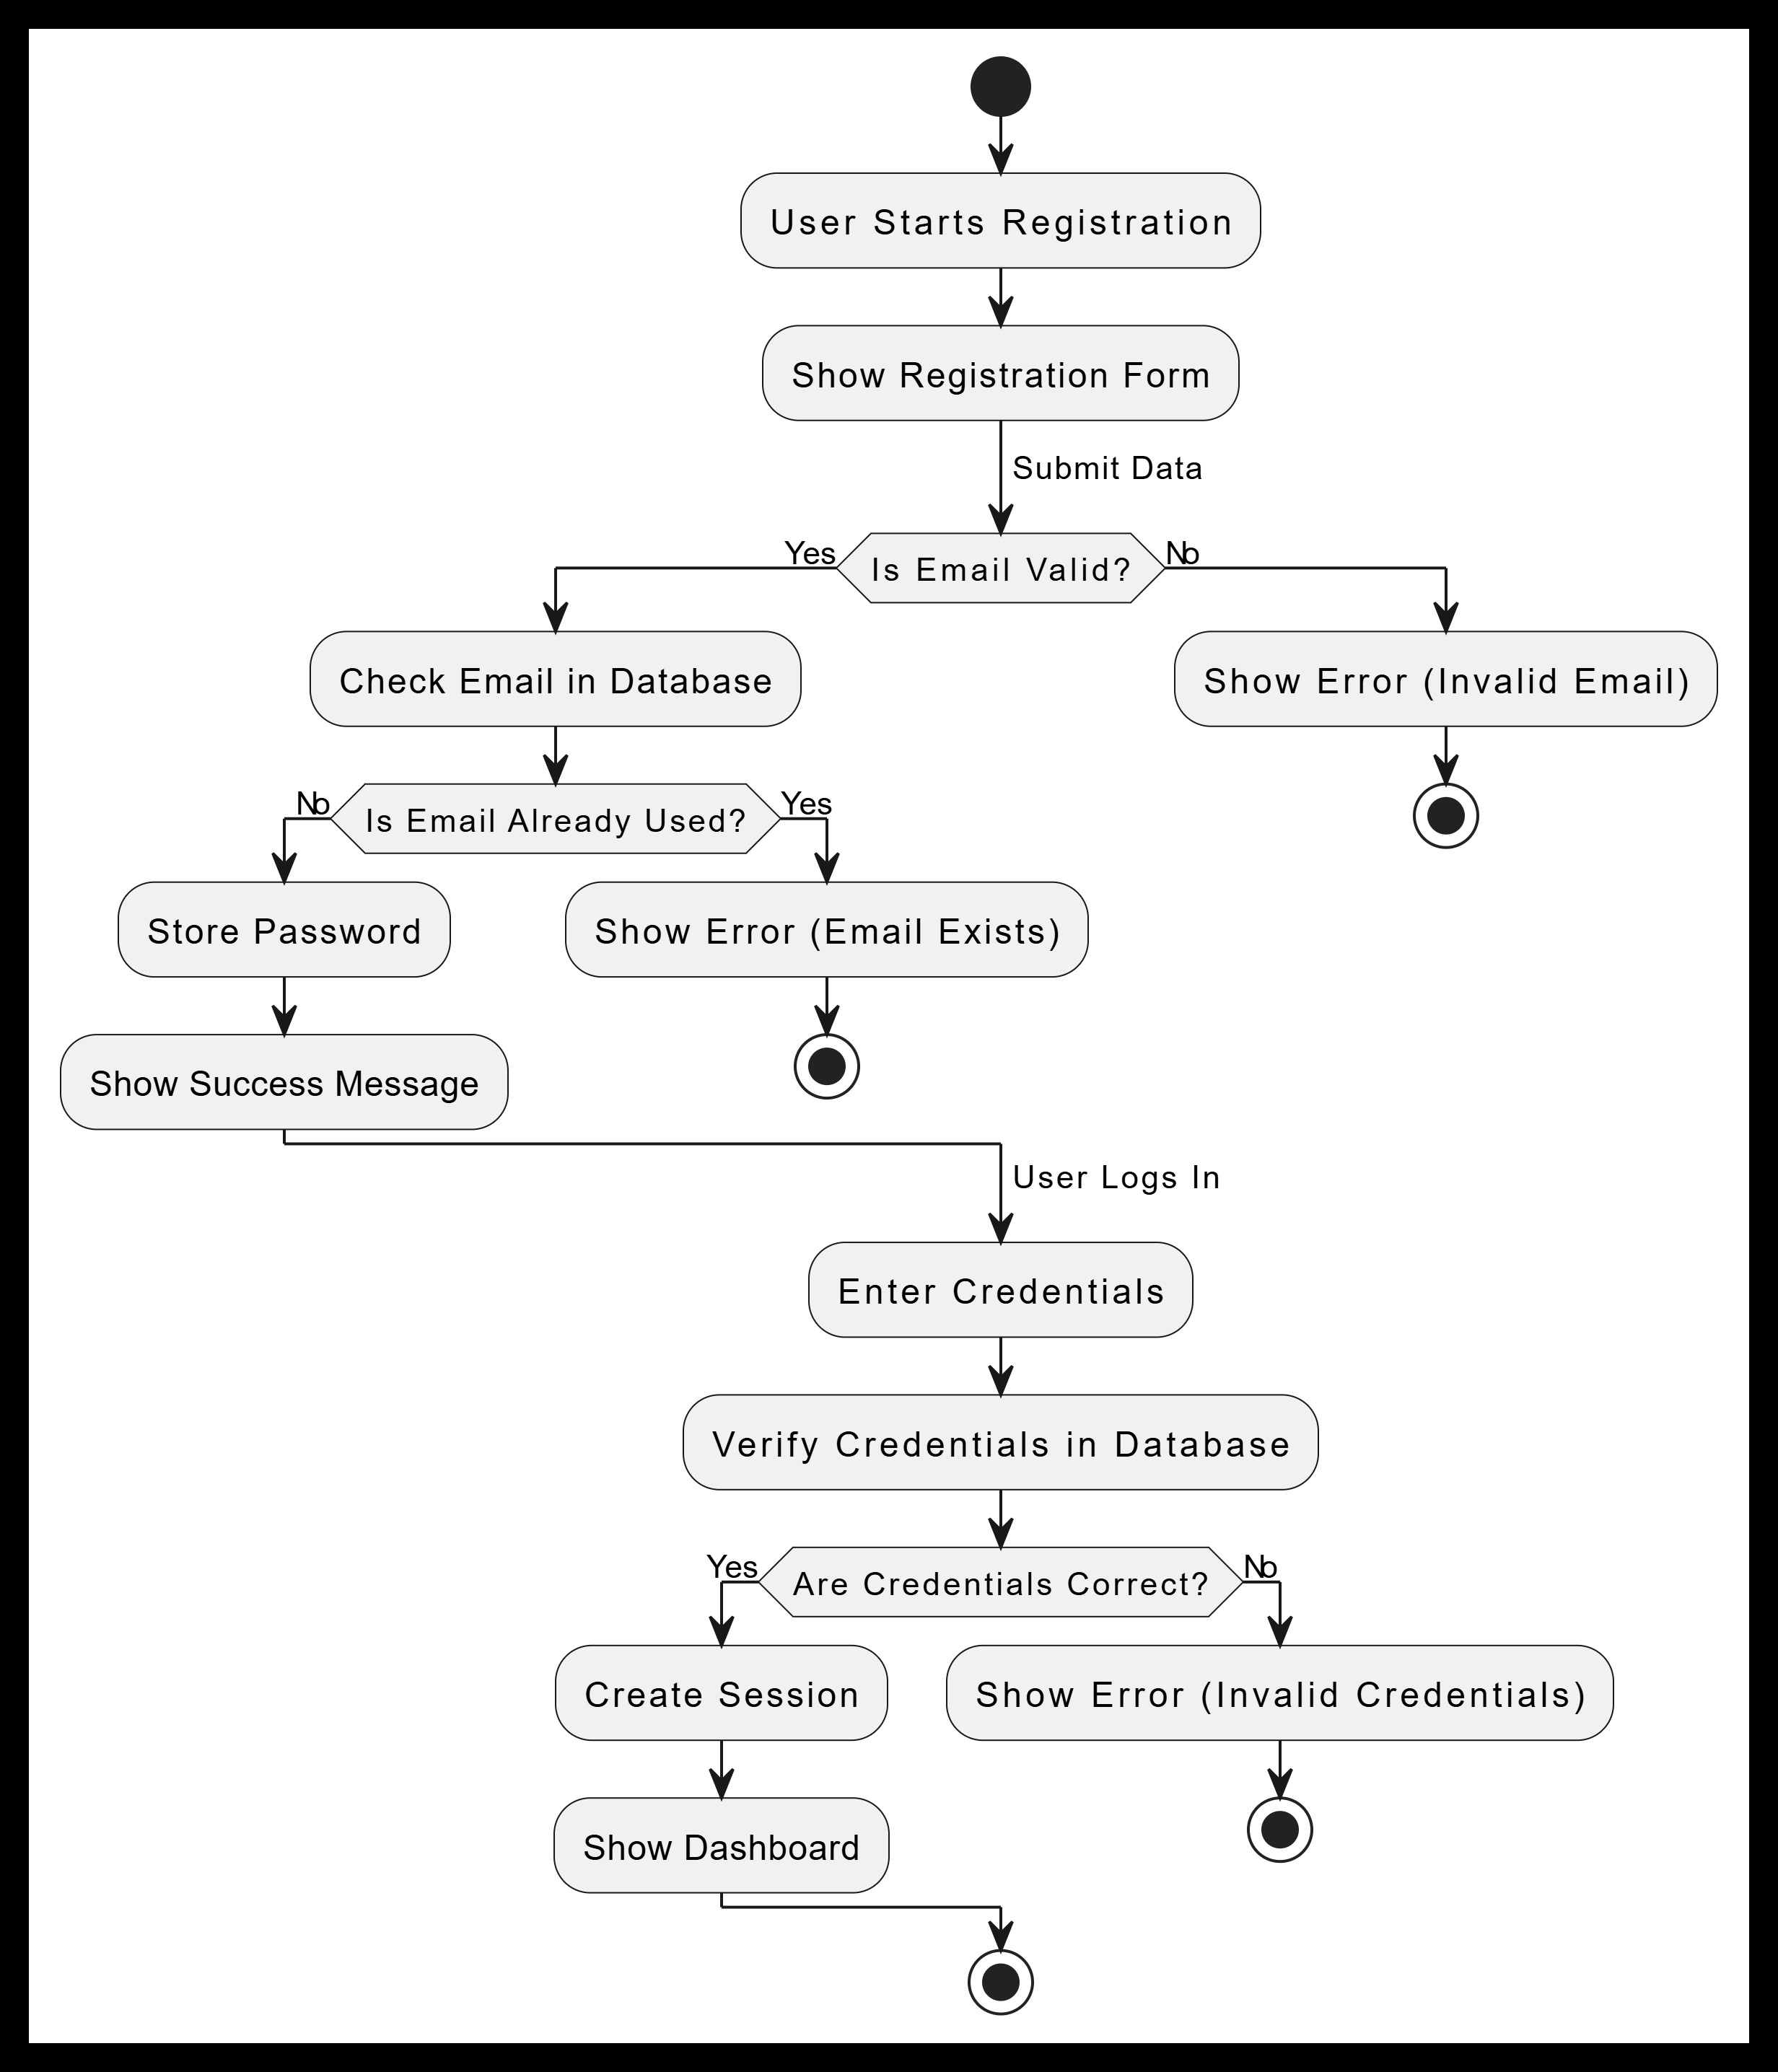 User Starts Registration
Show Registration Form
Submit Data
Yes
Is Email Valid?
No
Check Email in Database
Show Error (Invalid Email)
No
Is Email Already Used?
Yes
Store Password
Show Error (Email Exists)
Show Success Message
User Logs In
Enter Credentials
Verify Credentials in Database
Yes
Are Credentials Correct?
No
Create Session
Show Error (Invalid Credentials)
Show Dashboard